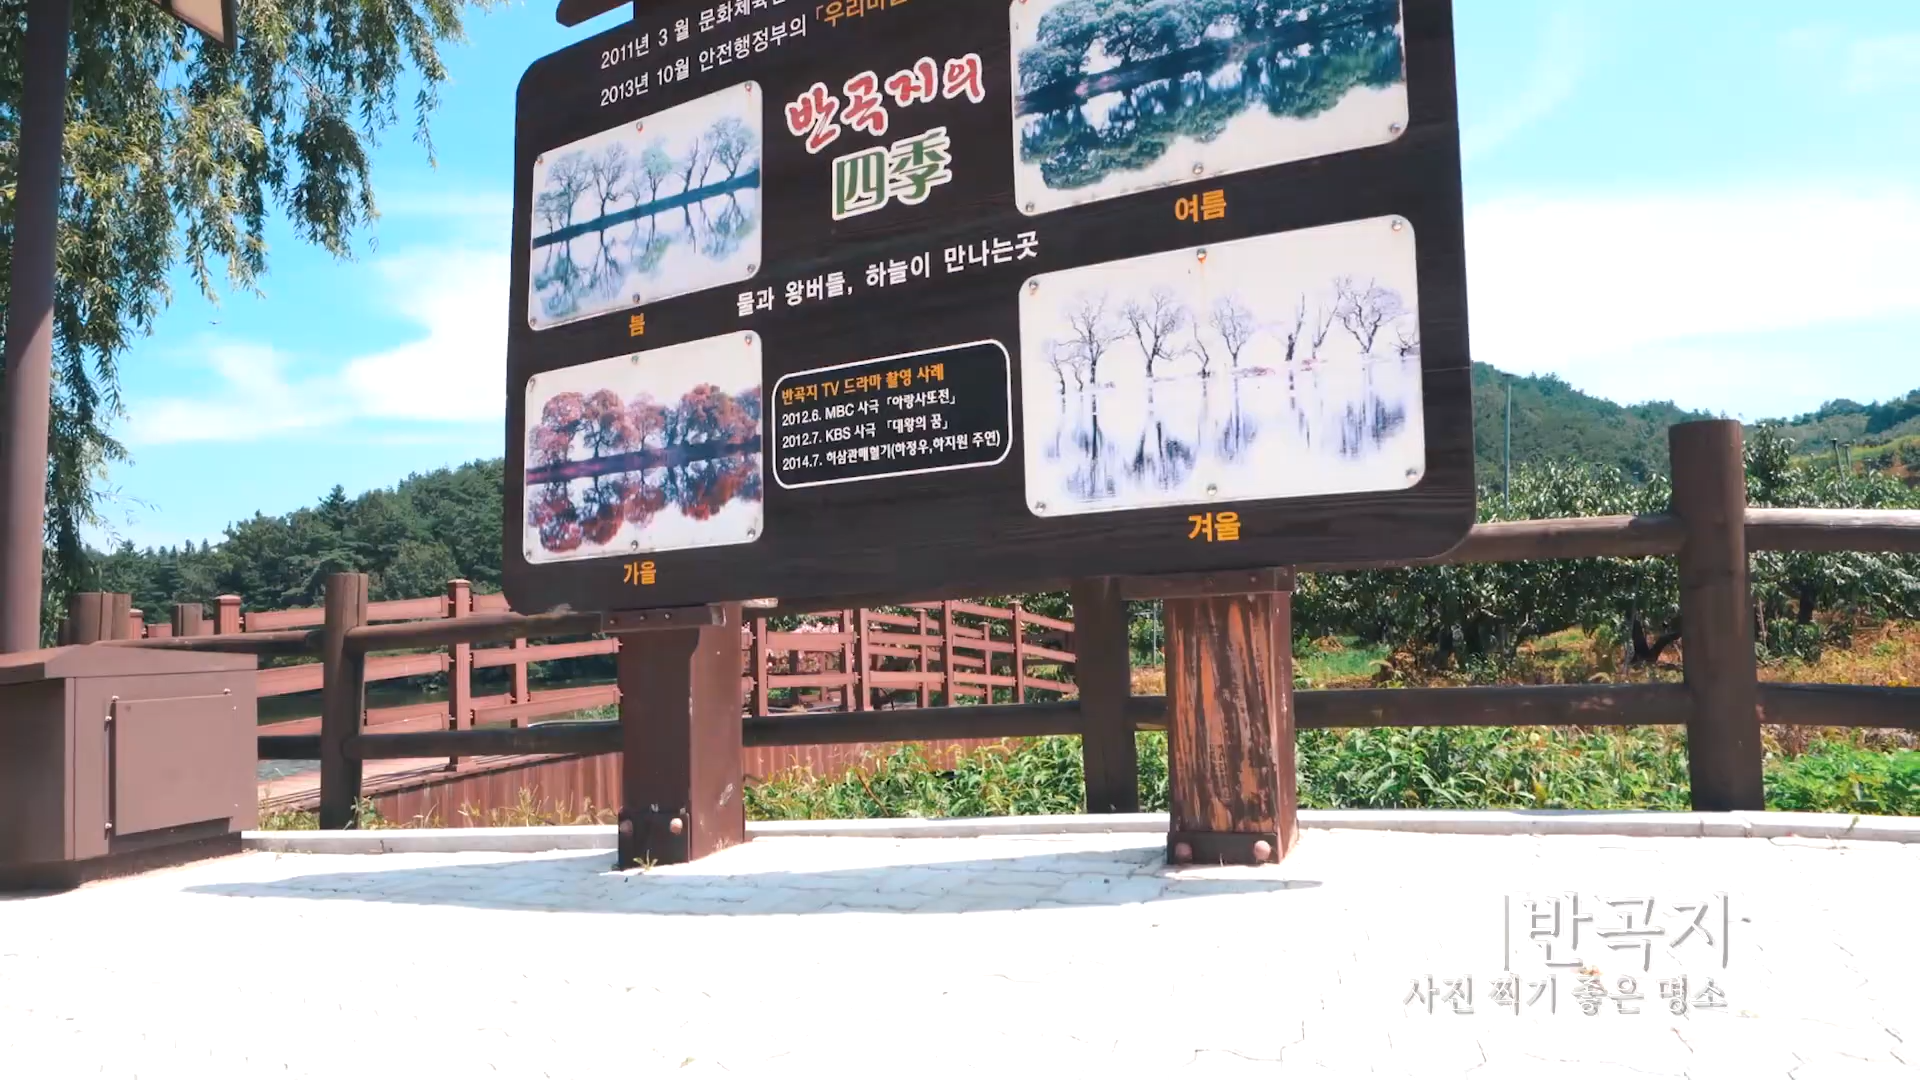 2011년 3월 문화체육
2013년 10월 안전행정부의 「우리마을
반곡지의
四季
물과 왕버들, 하늘이 만나는곳
봄
여름
가을
겨울
반곡지 TV 드라마 촬영 사례
2012.6. MBC 사극 「아랑사또전」
2012.7. KBS 사극 「대왕의 꿈」
2014.7. 허삼관매혈기(하정우,하지원 주연)
반곡지
사진 찍기 좋은 명소